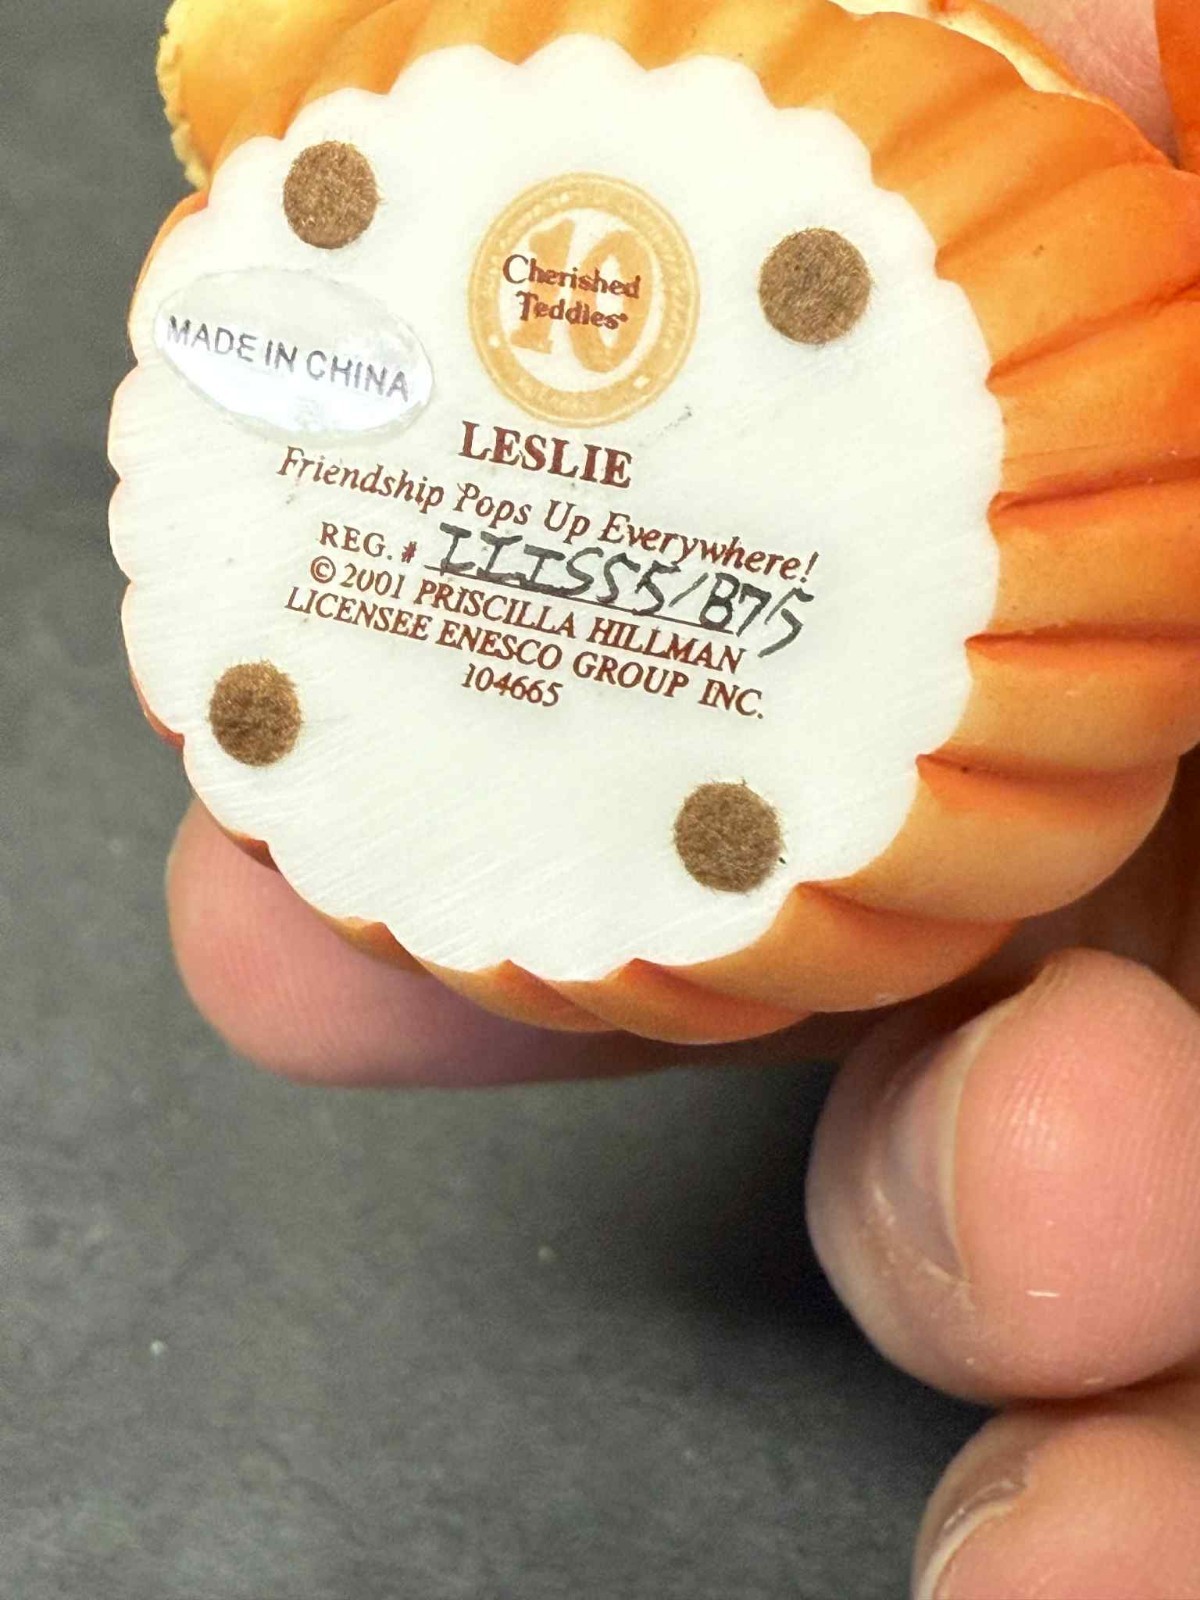 10
Cherished
Teddies®
MADE IN CHINA
LESLIE
Friendship Pops Up Everywhere!
REG. # IIIS55/B75
© 2001 PRISCILLA HILLMAN
LICENSEE ENESCO GROUP INC.
104665